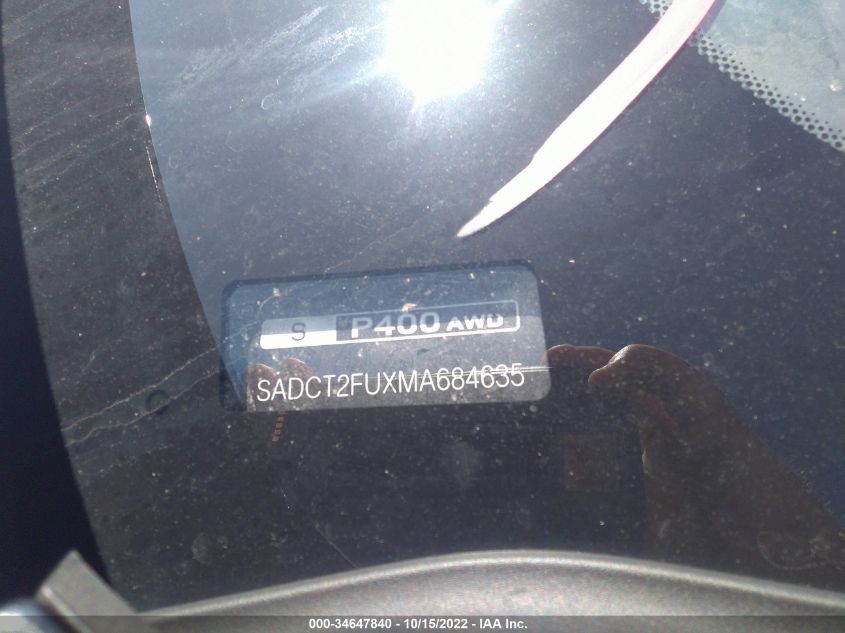 S P400 AWD
SADCT2FUXMA684635
000-34647840 - 10/15/2022 - IAA Inc.